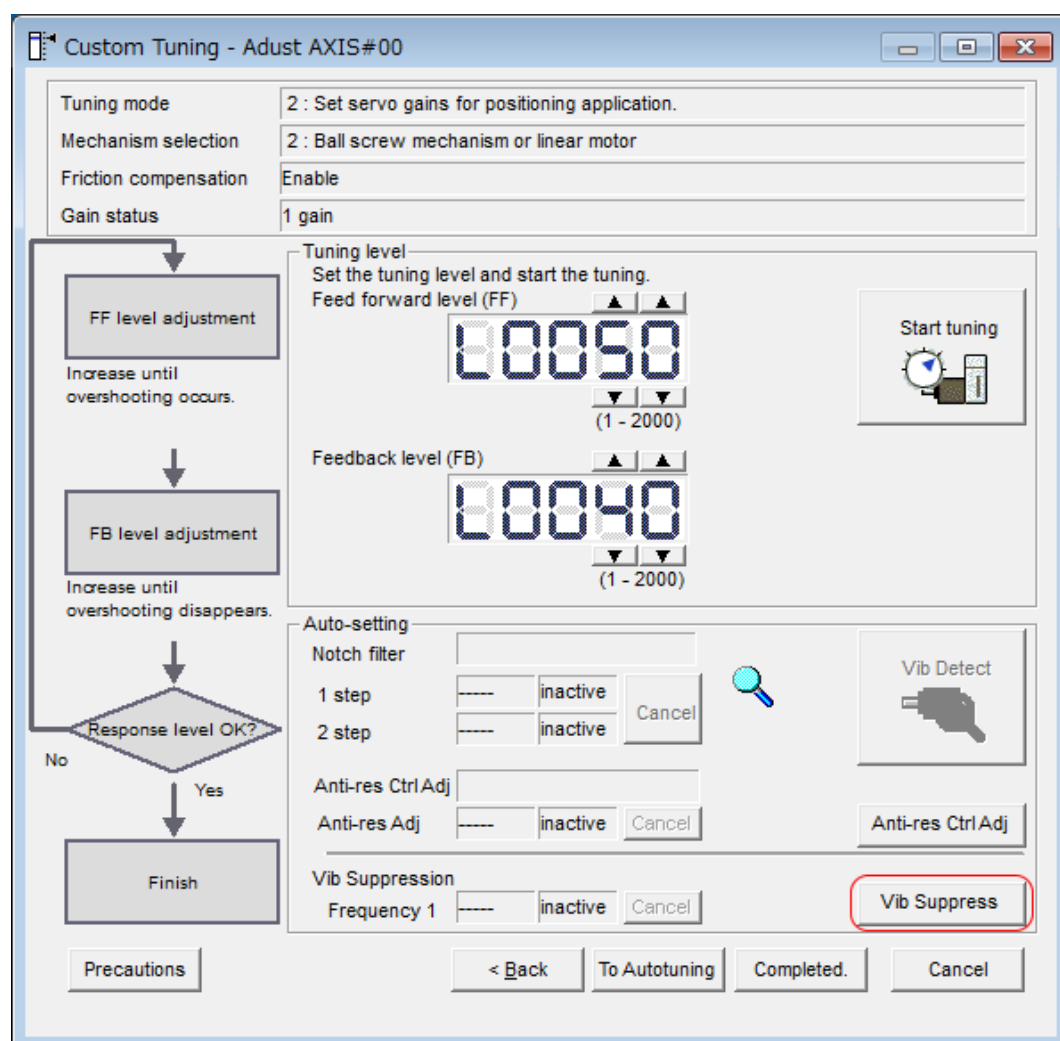 Custom Tuning - Adust AXIS#00
Tuning mode 2 : Set servo gains for positioning application.
Mechanism selection 2 : Ball screw mechanism or linear motor
Friction compensation Enable
Gain status 1 gain
FF level adjustment
Increase until
overshooting occurs.
FB level adjustment
Increase until
overshooting disappears.
Response level OK?
No
Yes
Finish
Tuning level
Set the tuning level and start the tuning.
Feed forward level (FF)
L0050
(1 - 2000)
Start tuning
Feedback level (FB)
L0040
(1 - 2000)
Auto-setting
Notch filter
1 step ----- inactive
2 step ----- inactive
Cancel
Vib Detect
Anti-res Ctrl Adj
Anti-res Adj ----- inactive Cancel
Anti-res Ctrl Adj
Vib Suppression
Frequency 1 ----- inactive Cancel
Vib Suppress
Precautions < Back To Autotuning Completed. Cancel